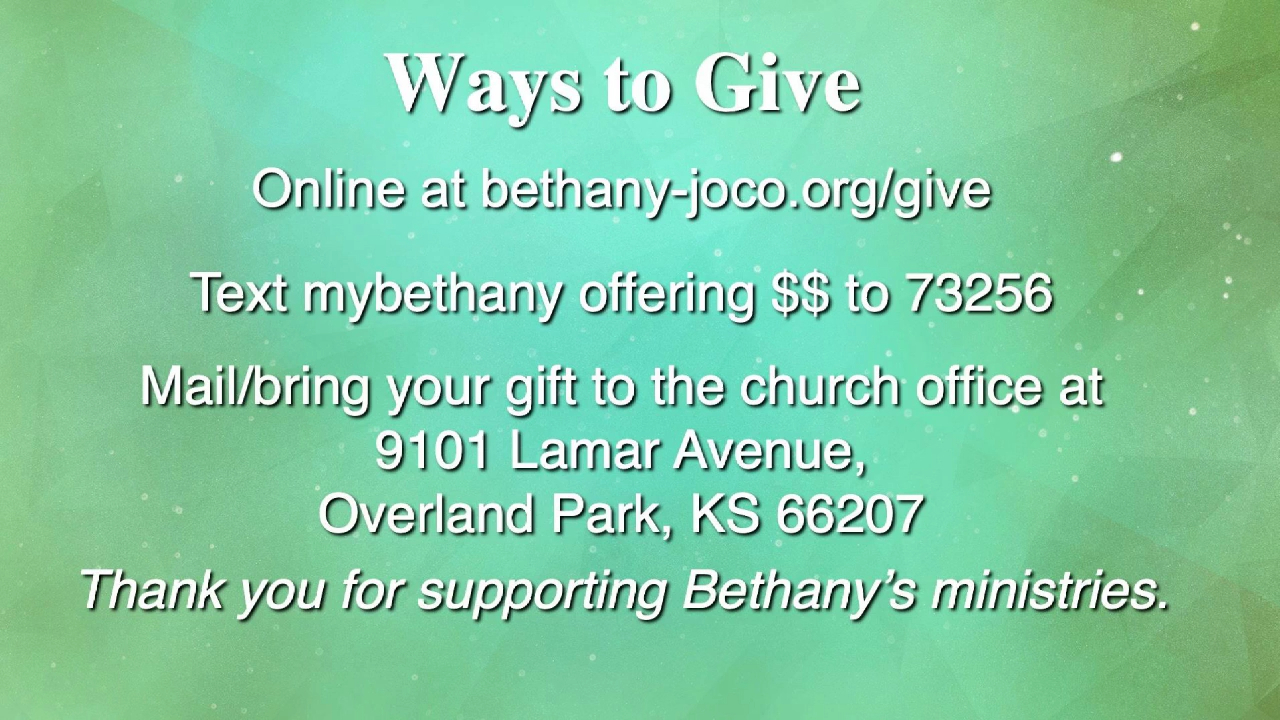 Ways to Give
Online at bethany-joco.org/give
Text mybethany offering $$ to 73256
Mail/bring your gift to the church office at
9101 Lamar Avenue,
Overland Park, KS 66207
Thank you for supporting Bethany’s ministries.